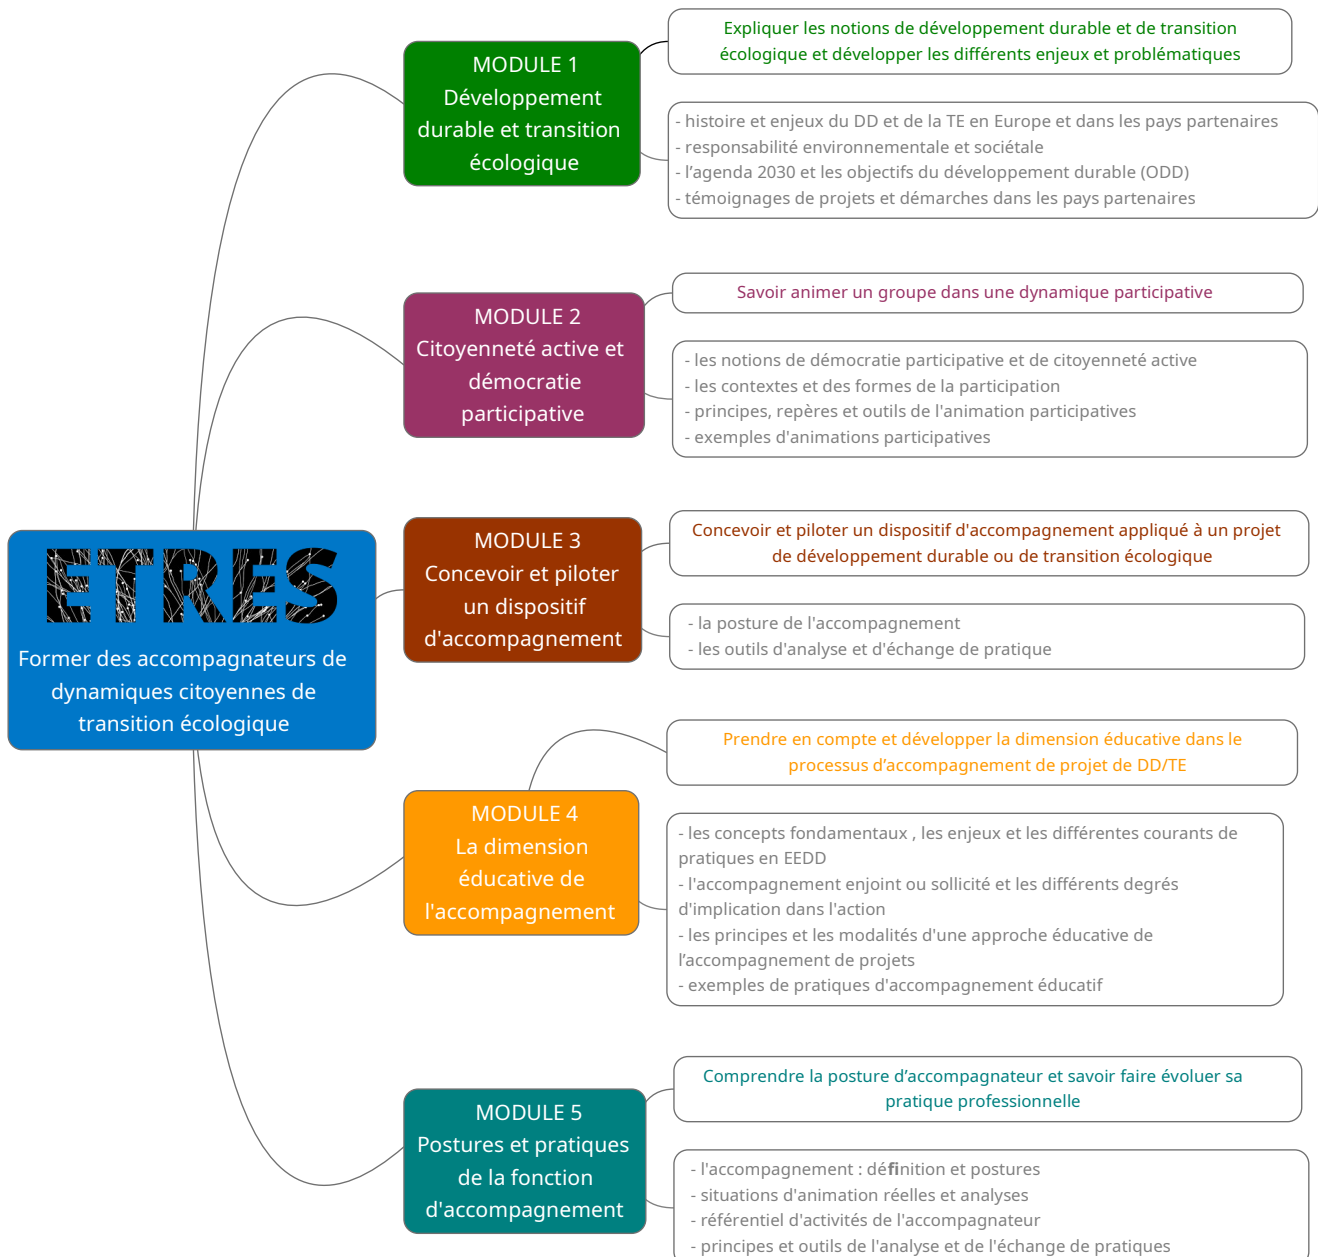 ETRES
Former des accompagnateurs de
dynamiques citoyennes de
transition écologique
MODULE 1
Développement
durable et transition
écologique
Expliquer les notions de développement durable et de transition
écologique et développer les différents enjeux et problématiques
- histoire et enjeux du DD et de la TE en Europe et dans les pays partenaires
- responsabilité environnementale et sociétale
- l’agenda 2030 et les objectifs du développement durable (ODD)
- témoignages de projets et démarches dans les pays partenaires
MODULE 2
Citoyenneté active et
démocratie
participative
Savoir animer un groupe dans une dynamique participative
- les notions de démocratie participative et de citoyenneté active
- les contextes et des formes de la participation
- principes, repères et outils de l'animation participatives
- exemples d'animations participatives
MODULE 3
Concevoir et piloter
un dispositif
d'accompagnement
Concevoir et piloter un dispositif d'accompagnement appliqué à un projet
de développement durable ou de transition écologique
- la posture de l'accompagnement
- les outils d'analyse et d'échange de pratique
MODULE 4
La dimension
éducative de
l'accompagnement
Prendre en compte et développer la dimension éducative dans le
processus d’accompagnement de projet de DD/TE
- les concepts fondamentaux , les enjeux et les différentes courants de
pratiques en EEDD
- l'accompagnement enjoint ou sollicité et les différents degrés
d'implication dans l'action
- les principes et les modalités d'une approche éducative de
l’accompagnement de projets
- exemples de pratiques d'accompagnement éducatif
MODULE 5
Postures et pratiques
de la fonction
d'accompagnement
Comprendre la posture d’accompagnateur et savoir faire évoluer sa
pratique professionnelle
- l'accompagnement : définition et postures
- situations d'animation réelles et analyses
- référentiel d'activités de l'accompagnateur
- principes et outils de l'analyse et de l'échange de pratiques